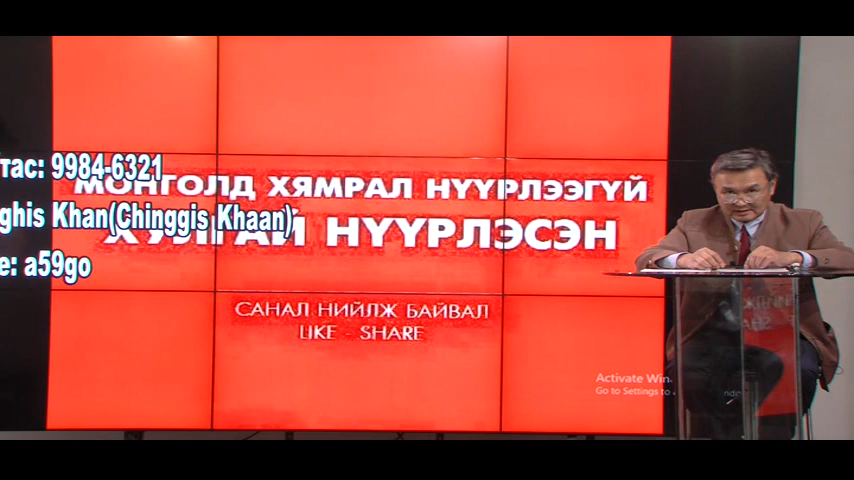 тас: 9984-6321
МОНГОЛД ХЯМРАЛ НҮҮРЛЭЭГҮЙ
ghis Khan(Chinggis Khaan)
ХУЛГАЙ НҮҮРЛЭСЭН
e: a59go
САНАЛ НИЙЛЖ БАЙВАЛ
LIKE - SHARE
Activate Win
Go to Settings to